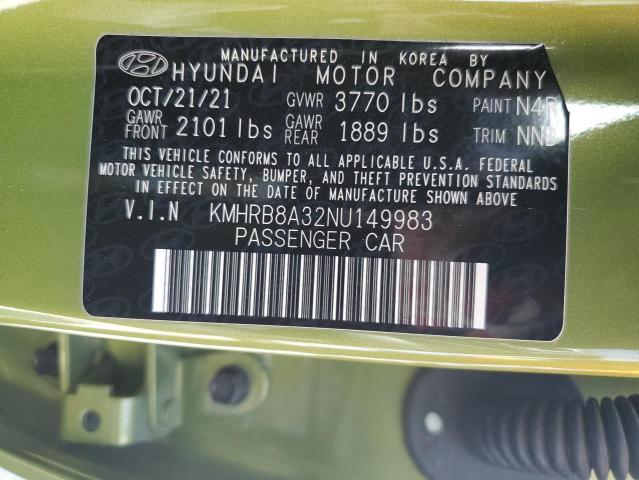 MANUFACTURED IN KOREA BY
HYUNDAI MOTOR COMPANY
OCT/21/21 GVWR 3770 lbs PAINT
GAWR FRONT 2101 lbs GAWR REAR 1889 lbs TRIM
THIS VEHICLE CONFORMS TO ALL APPLICABLE U.S.A. FEDERAL
MOTOR VEHICLE SAFETY, BUMPER, AND THEFT PREVENTION STANDARDS
IN EFFECT ON THE DATE OF MANUFACTURE SHOWN ABOVE
V.I.N KMHRB8A32NU149983
PASSENGER CAR